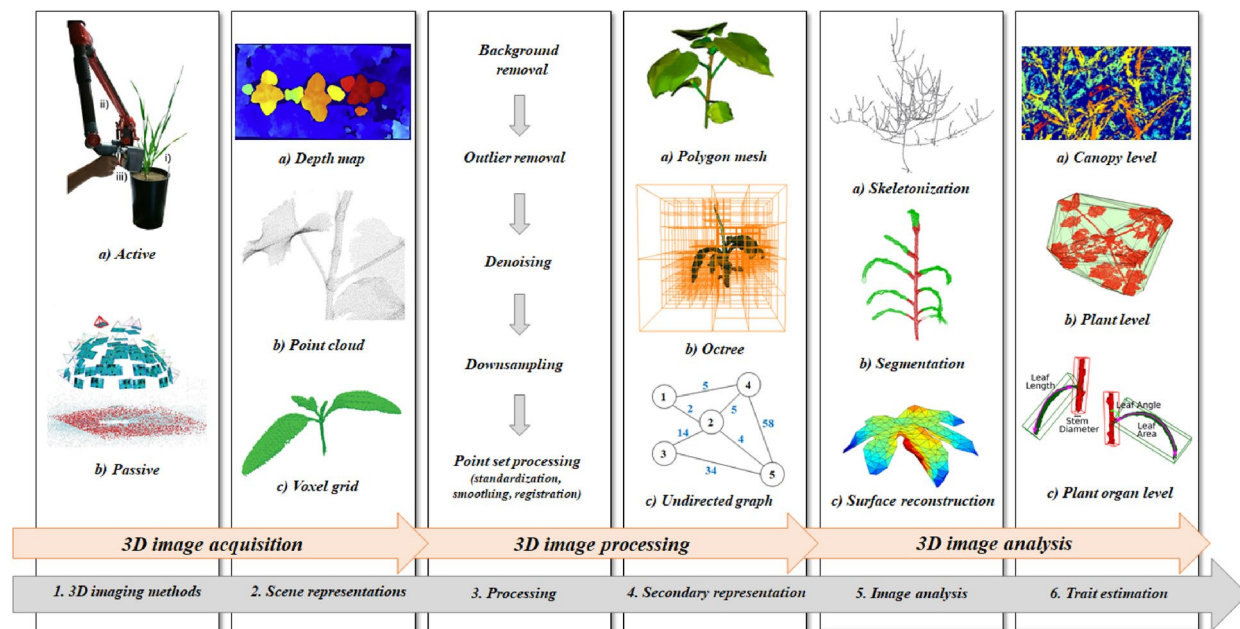 ii)
i)
iii)
a) Active
b) Passive
a) Depth map
b) Point cloud
c) Voxel grid
Background
removal
Outlier removal
Denoising
Downsampling
Point set processing
(standardization,
smoothing, registration)
a) Polygon mesh
b) Octree
1
2
3
4
5
5
2
5
58
14
4
34
c) Undirected graph
a) Skeletonization
b) Segmentation
c) Surface reconstruction
a) Canopy level
b) Plant level
Leaf
Length
Stem
Diameter
Leaf Angle
Leaf
Area
c) Plant organ level
3D image acquisition
3D image processing
3D image analysis
1. 3D imaging methods
2. Scene representations
3. Processing
4. Secondary representation
5. Image analysis
6. Trait estimation